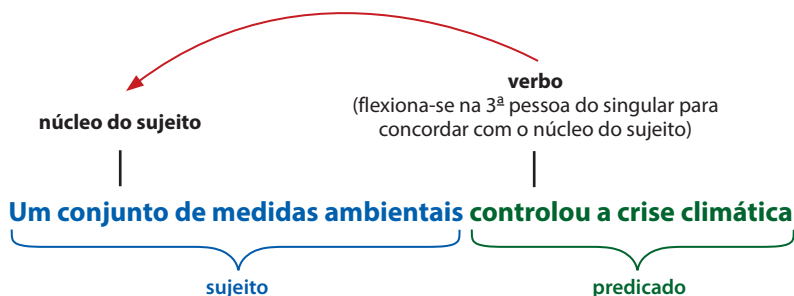 verbo
(flexiona-se na 3ª pessoa do singular para
concordar com o núcleo do sujeito)
núcleo do sujeito
Um conjunto de medidas ambientais controlou a crise climática
sujeito
predicado